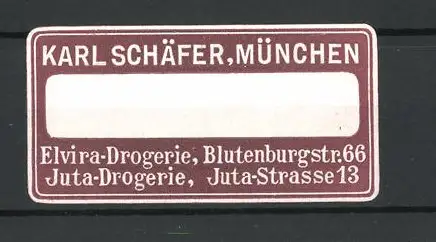 KARL SCHÄFER, MÜNCHEN
Elvira-Drogerie, Blutenburgstr. 66
Juta-Drogerie, Juta-Strasse 13